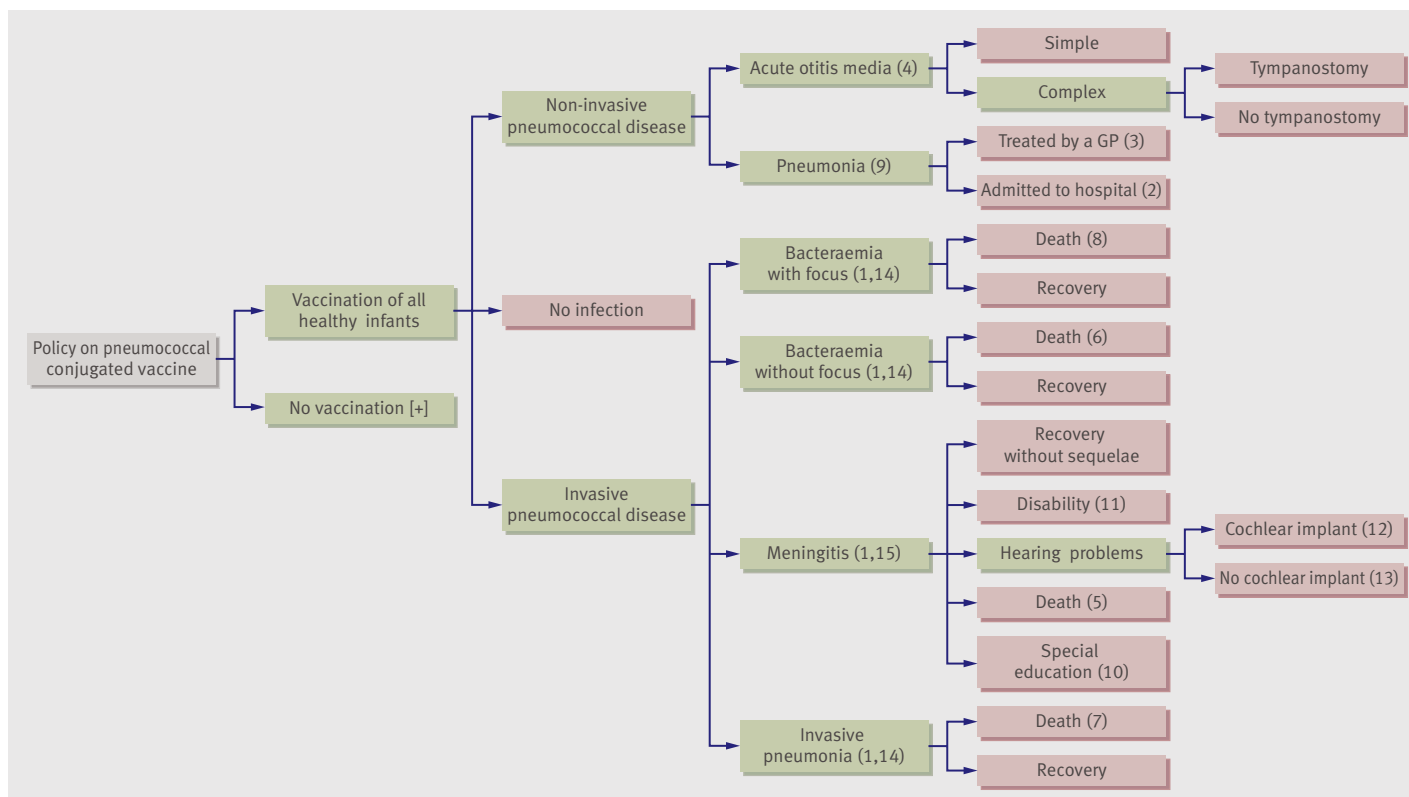 Policy on pneumococcal
conjugated vaccine
Vaccination of all
healthy infants
No vaccination [+]
Non-invasive
pneumococcal disease
No infection
Invasive
pneumococcal disease
Acute otitis media (4)
Pneumonia (9)
Bacteraemia
with focus (1,14)
Bacteraemia
without focus (1,14)
Meningitis (1,15)
Invasive
pneumonia (1,14)
Simple
Complex
Treated by a GP (3)
Admitted to hospital (2)
Death (8)
Recovery
Death (6)
Recovery
Recovery
without sequelae
Disability (11)
Hearing problems
Death (5)
Special
education (10)
Death (7)
Recovery
Tympanostomy
No tympanostomy
Cochlear implant (12)
No cochlear implant (13)